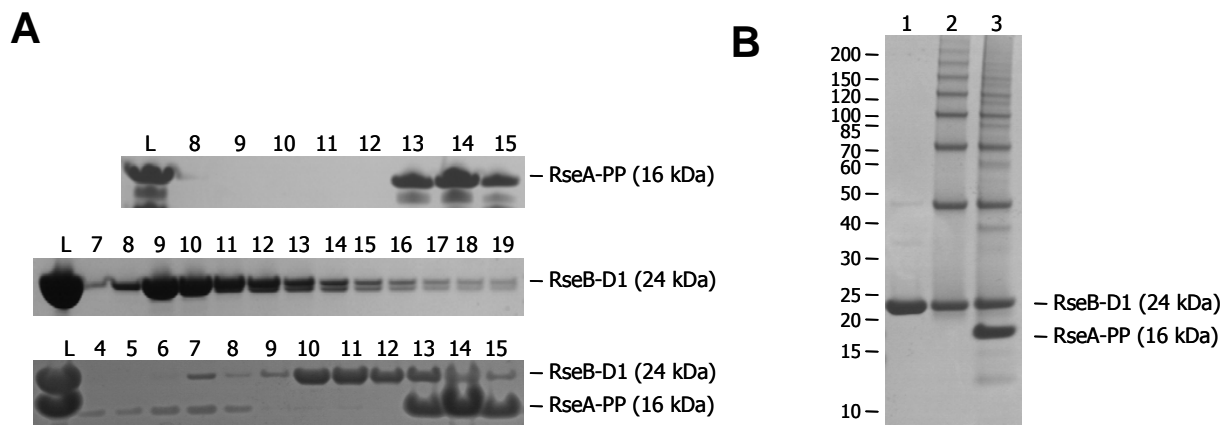 A
L 8 9 10 11 12 13 14 15
– RseA-PP (16 kDa)
L 7 8 9 10 11 12 13 14 15 16 17 18 19
– RseB-D1 (24 kDa)
L 4 5 6 7 8 9 10 11 12 13 14 15
– RseB-D1 (24 kDa)
– RseA-PP (16 kDa)
B
1 2 3
200 –
150 –
120 –
100 –
85 –
70 –
60 –
50 –
40 –
30 –
25 –
– RseB-D1 (24 kDa)
20 –
– RseA-PP (16 kDa)
15 –
10 –